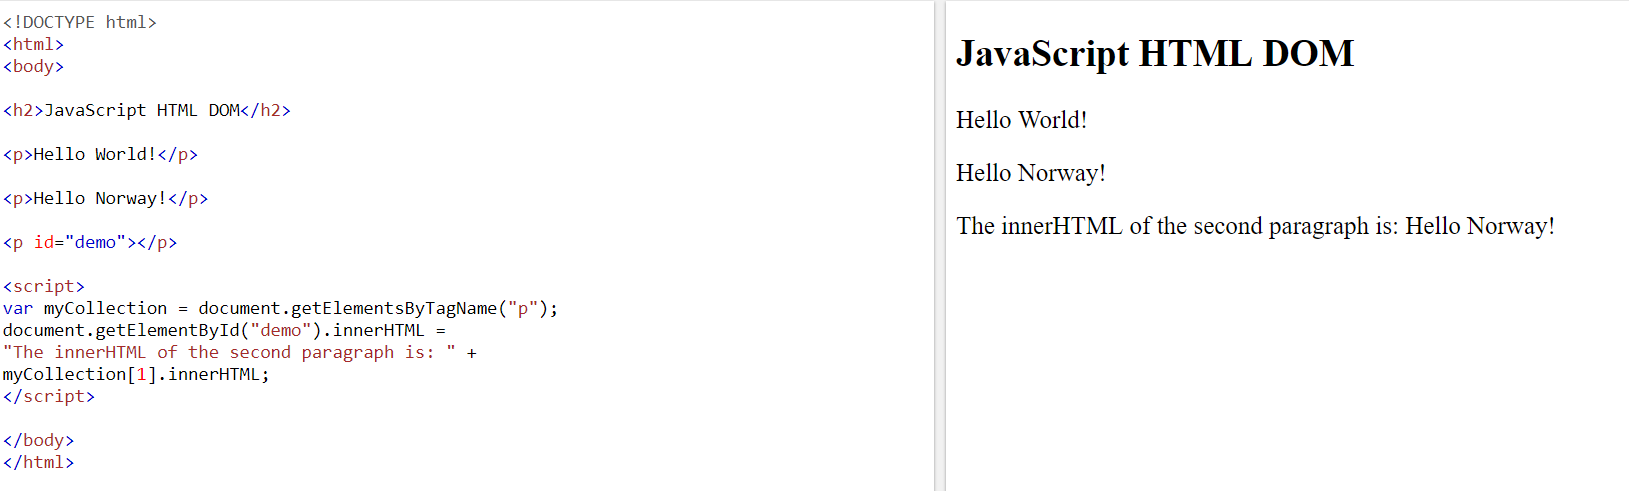 <!DOCTYPE html>
<html>
<body>
<h2>JavaScript HTML DOM</h2>
<p>Hello World!</p>
<p>Hello Norway!</p>
<p id="demo"></p>
<script>
var myCollection = document.getElementsByTagName("p");
document.getElementById("demo").innerHTML =
"The innerHTML of the second paragraph is: " +
myCollection[1].innerHTML;
</script>
</body>
</html>
JavaScript HTML DOM
Hello World!
Hello Norway!
The innerHTML of the second paragraph is: Hello Norway!